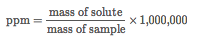 ppm = mass of solute / mass of sample × 1,000,000